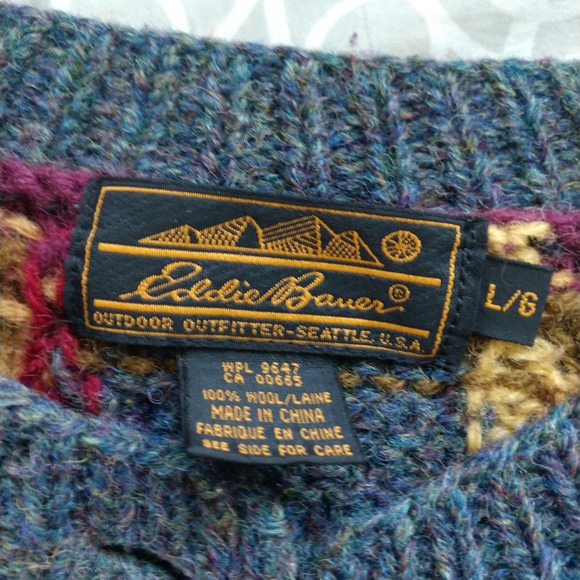 Eddie Bauer®
OUTDOOR OUTFITTER-SEATTLE, U.S.A
L/G
WPL 9647
CA 00665
100% WOOL/LAINE
MADE IN CHINA
FABRIQUE EN CHINE
SEE SIDE FOR CARE